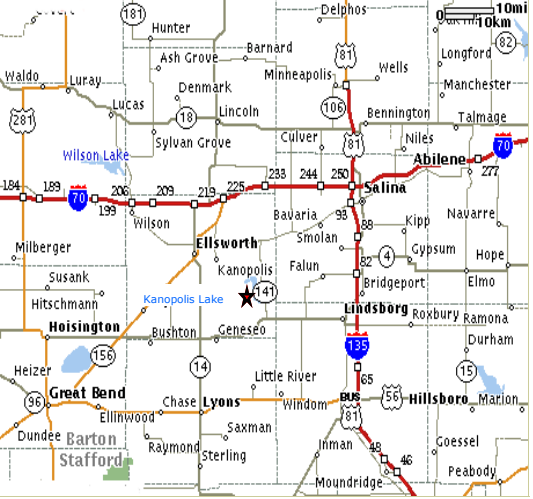 Delphos
0 10mi
10km
181
Hunter
81
82
Barnard
Longford
Ash Grove
Minneapolis
Wells
Waldo
Luray
Denmark
Manchester
Lucas
106
281
18
Lincoln
Bennington
Talmage
Sylvan Grove
Culver
81
Niles
70
Wilson Lake
Abilene
277
184
189
70
199
206
209
219
225
233
244
250
Salina
93
Wilson
Bavaria
Kipp
Navarre
88
Smolan
Milberger
Ellsworth
4
Gypsum
Hope
82
Kanopolis
Falun
Elmo
Susank
141
Bridgeport
Hitschmann
Kanopolis Lake
Lindsborg
Roxbury
Ramona
Hoisington
Bushton
Geneseo
135
Durham
156
14
65
15
Heizer
Little River
96
Great Bend
BUS
81
56
Hillsboro
Marion
Windom
Chase
Lyons
Ellinwood
Dundee
Barton
Stafford
Saxman
Raymond
Sterling
Inman
48
46
Goessel
Moundridge
Peabody